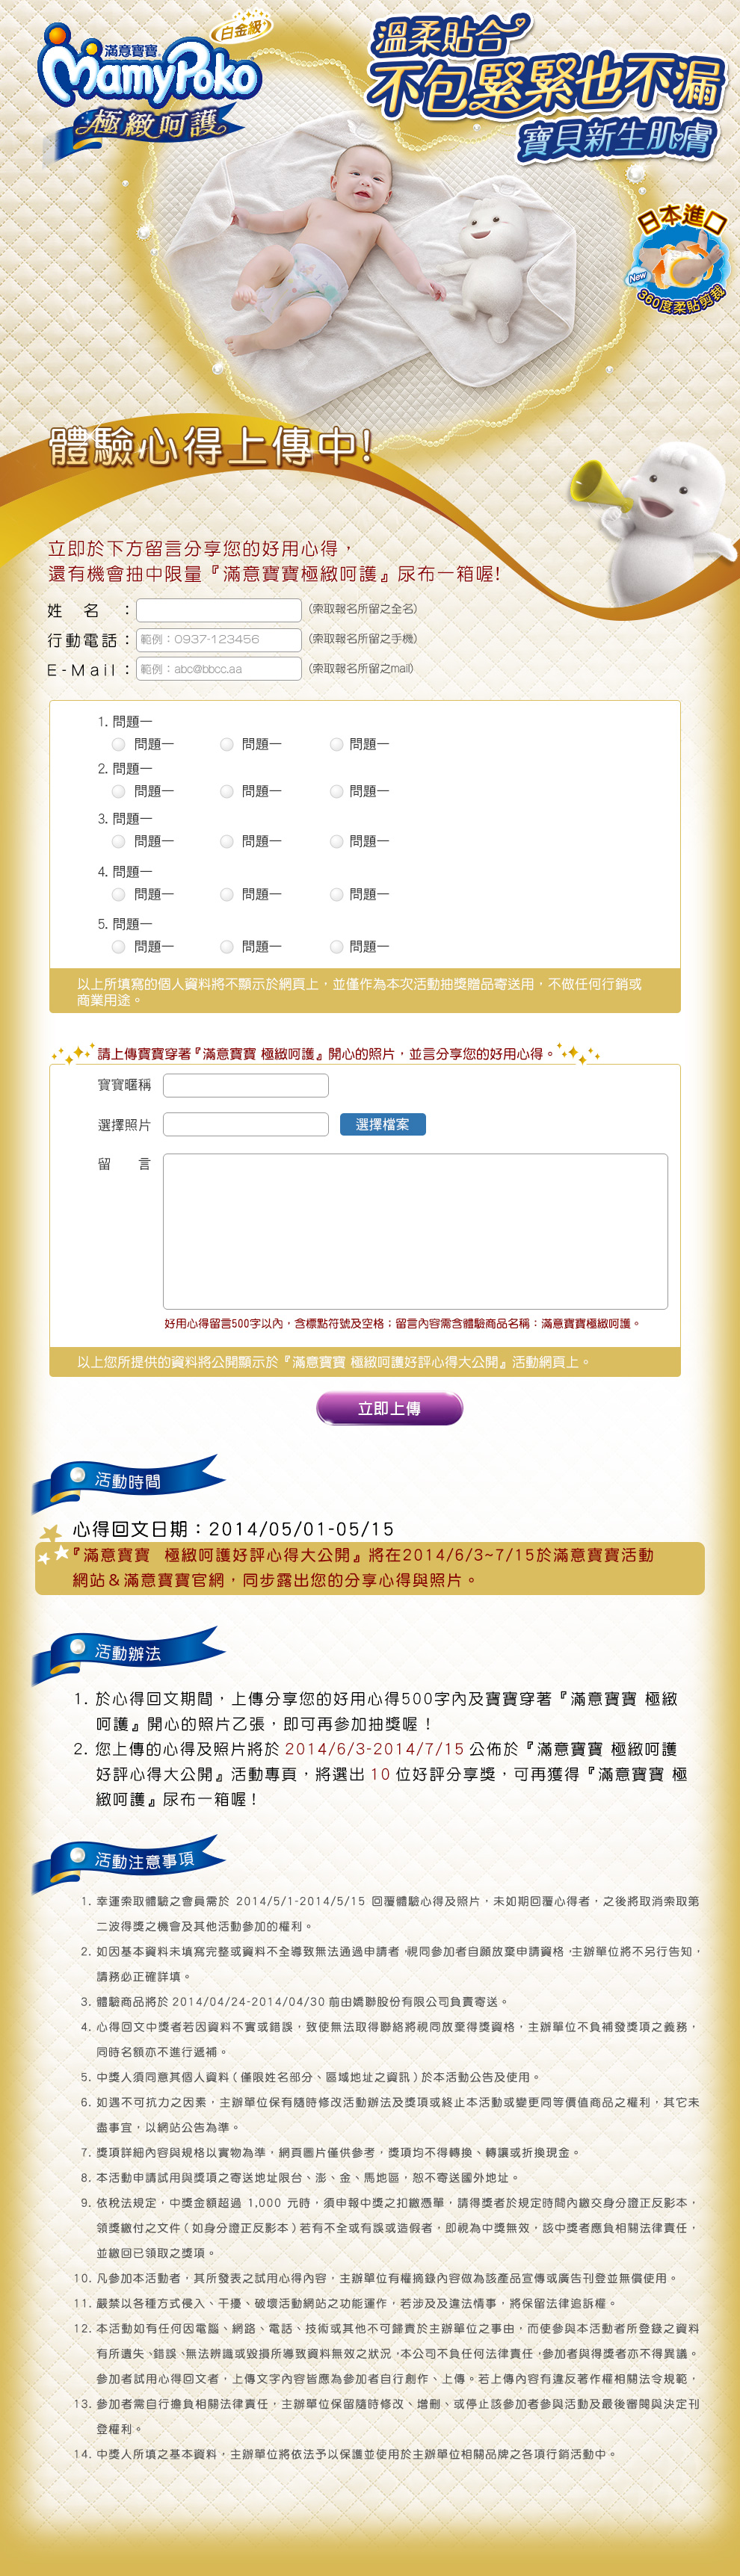 白金級
滿意寶寶
MamyPoko
極緻呵護
溫柔貼合
不包緊緊也不漏
寶貝新生肌膚
日本進口
New
360度柔貼剪裁
體驗心得上傳中!
立即於下方留言分享您的好用心得，
還有機會抽中限量『滿意寶寶極緻呵護』尿布一箱喔!
姓 名 ： (索取報名所留之全名)
行動電話： 範例：0937-123456 (索取報名所留之手機)
E-Mail： 範例：abc@bbcc.aa (索取報名所留之mail)
1. 問題一
問題一 問題一 問題一
2. 問題一
問題一 問題一 問題一
3. 問題一
問題一 問題一 問題一
4. 問題一
問題一 問題一 問題一
5. 問題一
問題一 問題一 問題一
以上所填寫的個人資料將不顯示於網頁上，並僅作為本次活動抽獎贈品寄送用，不做任何行銷或
商業用途。
請上傳寶寶穿著『滿意寶寶 極緻呵護』開心的照片，並言分享您的好用心得。
寶寶暱稱
選擇照片 選擇檔案
留 言
好用心得留言500字以內，含標點符號及空格；留言內容需含體驗商品名稱：滿意寶寶極緻呵護。
以上您所提供的資料將公開顯示於『滿意寶寶 極緻呵護好評心得大公開』活動網頁上。
立即上傳
活動時間
心得回文日期：2014/05/01-05/15
『滿意寶寶 極緻呵護好評心得大公開』將在2014/6/3~7/15於滿意寶寶活動
網站＆滿意寶寶官網，同步露出您的分享心得與照片。
活動辦法
1. 於心得回文期間，上傳分享您的好用心得500字內及寶寶穿著『滿意寶寶 極緻
呵護』開心的照片乙張，即可再參加抽獎喔！
2. 您上傳的心得及照片將於 2014/6/3-2014/7/15 公佈於『滿意寶寶 極緻呵護
好評心得大公開』活動專頁，將選出 10 位好評分享獎，可再獲得『滿意寶寶 極
緻呵護』尿布一箱喔！
活動注意事項
1. 幸運索取體驗之會員需於 2014/5/1-2014/5/15 回覆體驗心得及照片，未如期回覆心得者，之後將取消索取第
二波得獎之機會及其他活動參加的權利。
2. 如因基本資料未填寫完整或資料不全導致無法通過申請者，視同參加者自願放棄申請資格，主辦單位將不另行告知，
請務必正確詳填。
3. 體驗商品將於 2014/04/24-2014/04/30 前由嬌聯股份有限公司負責寄送。
4. 心得回文中獎者若因資料不實或錯誤，致使無法取得聯絡將視同放棄得獎資格，主辦單位不負補發獎項之義務，
同時名額亦不進行遞補。
5. 中獎人須同意其個人資料（僅限姓名部分、區域地址之資訊）於本活動公告及使用。
6. 如遇不可抗力之因素，主辦單位保有隨時修改活動辦法及獎項或終止本活動或變更同等價值商品之權利，其它未
盡事宜，以網站公告為準。
7. 獎項詳細內容與規格以實物為準，網頁圖片僅供參考，獎項均不得轉換、轉讓或折換現金。
8. 本活動申請試用與獎項之寄送地址限台、澎、金、馬地區，恕不寄送國外地址。
9. 依稅法規定，中獎金額超過 1,000 元時，須申報中獎之扣繳憑單，請得獎者於規定時間內繳交身分證正反影本，
領獎繳付之文件（如身分證正反影本）若有不全或有誤或造假者，即視為中獎無效，該中獎者應負相關法律責任，
並繳回已領取之獎項。
10. 凡參加本活動者，其所發表之試用心得內容，主辦單位有權摘錄內容做為該產品宣傳或廣告刊登並無償使用。
11. 嚴禁以各種方式侵入、干擾、破壞活動網站之功能運作，若涉及及違法情事，將保留法律追訴權。
12. 本活動如有任何因電腦、網路、電話、技術或其他不可歸責於主辦單位之事由，而使參與本活動者所登錄之資料
有所遺失、錯誤、無法辨識或毀損所導致資料無效之狀況，本公司不負任何法律責任，參加者與得獎者亦不得異議。
參加者試用心得回文者，上傳文字內容皆應為參加者自行創作、上傳。若上傳內容有違反著作權相關法令規範，
13. 參加者需自行擔負相關法律責任，主辦單位保留隨時修改、增刪、或停止該參加者參與活動及最後審閱與決定刊
登權利。
14. 中獎人所填之基本資料，主辦單位將依法予以保護並使用於主辦單位相關品牌之各項行銷活動中。